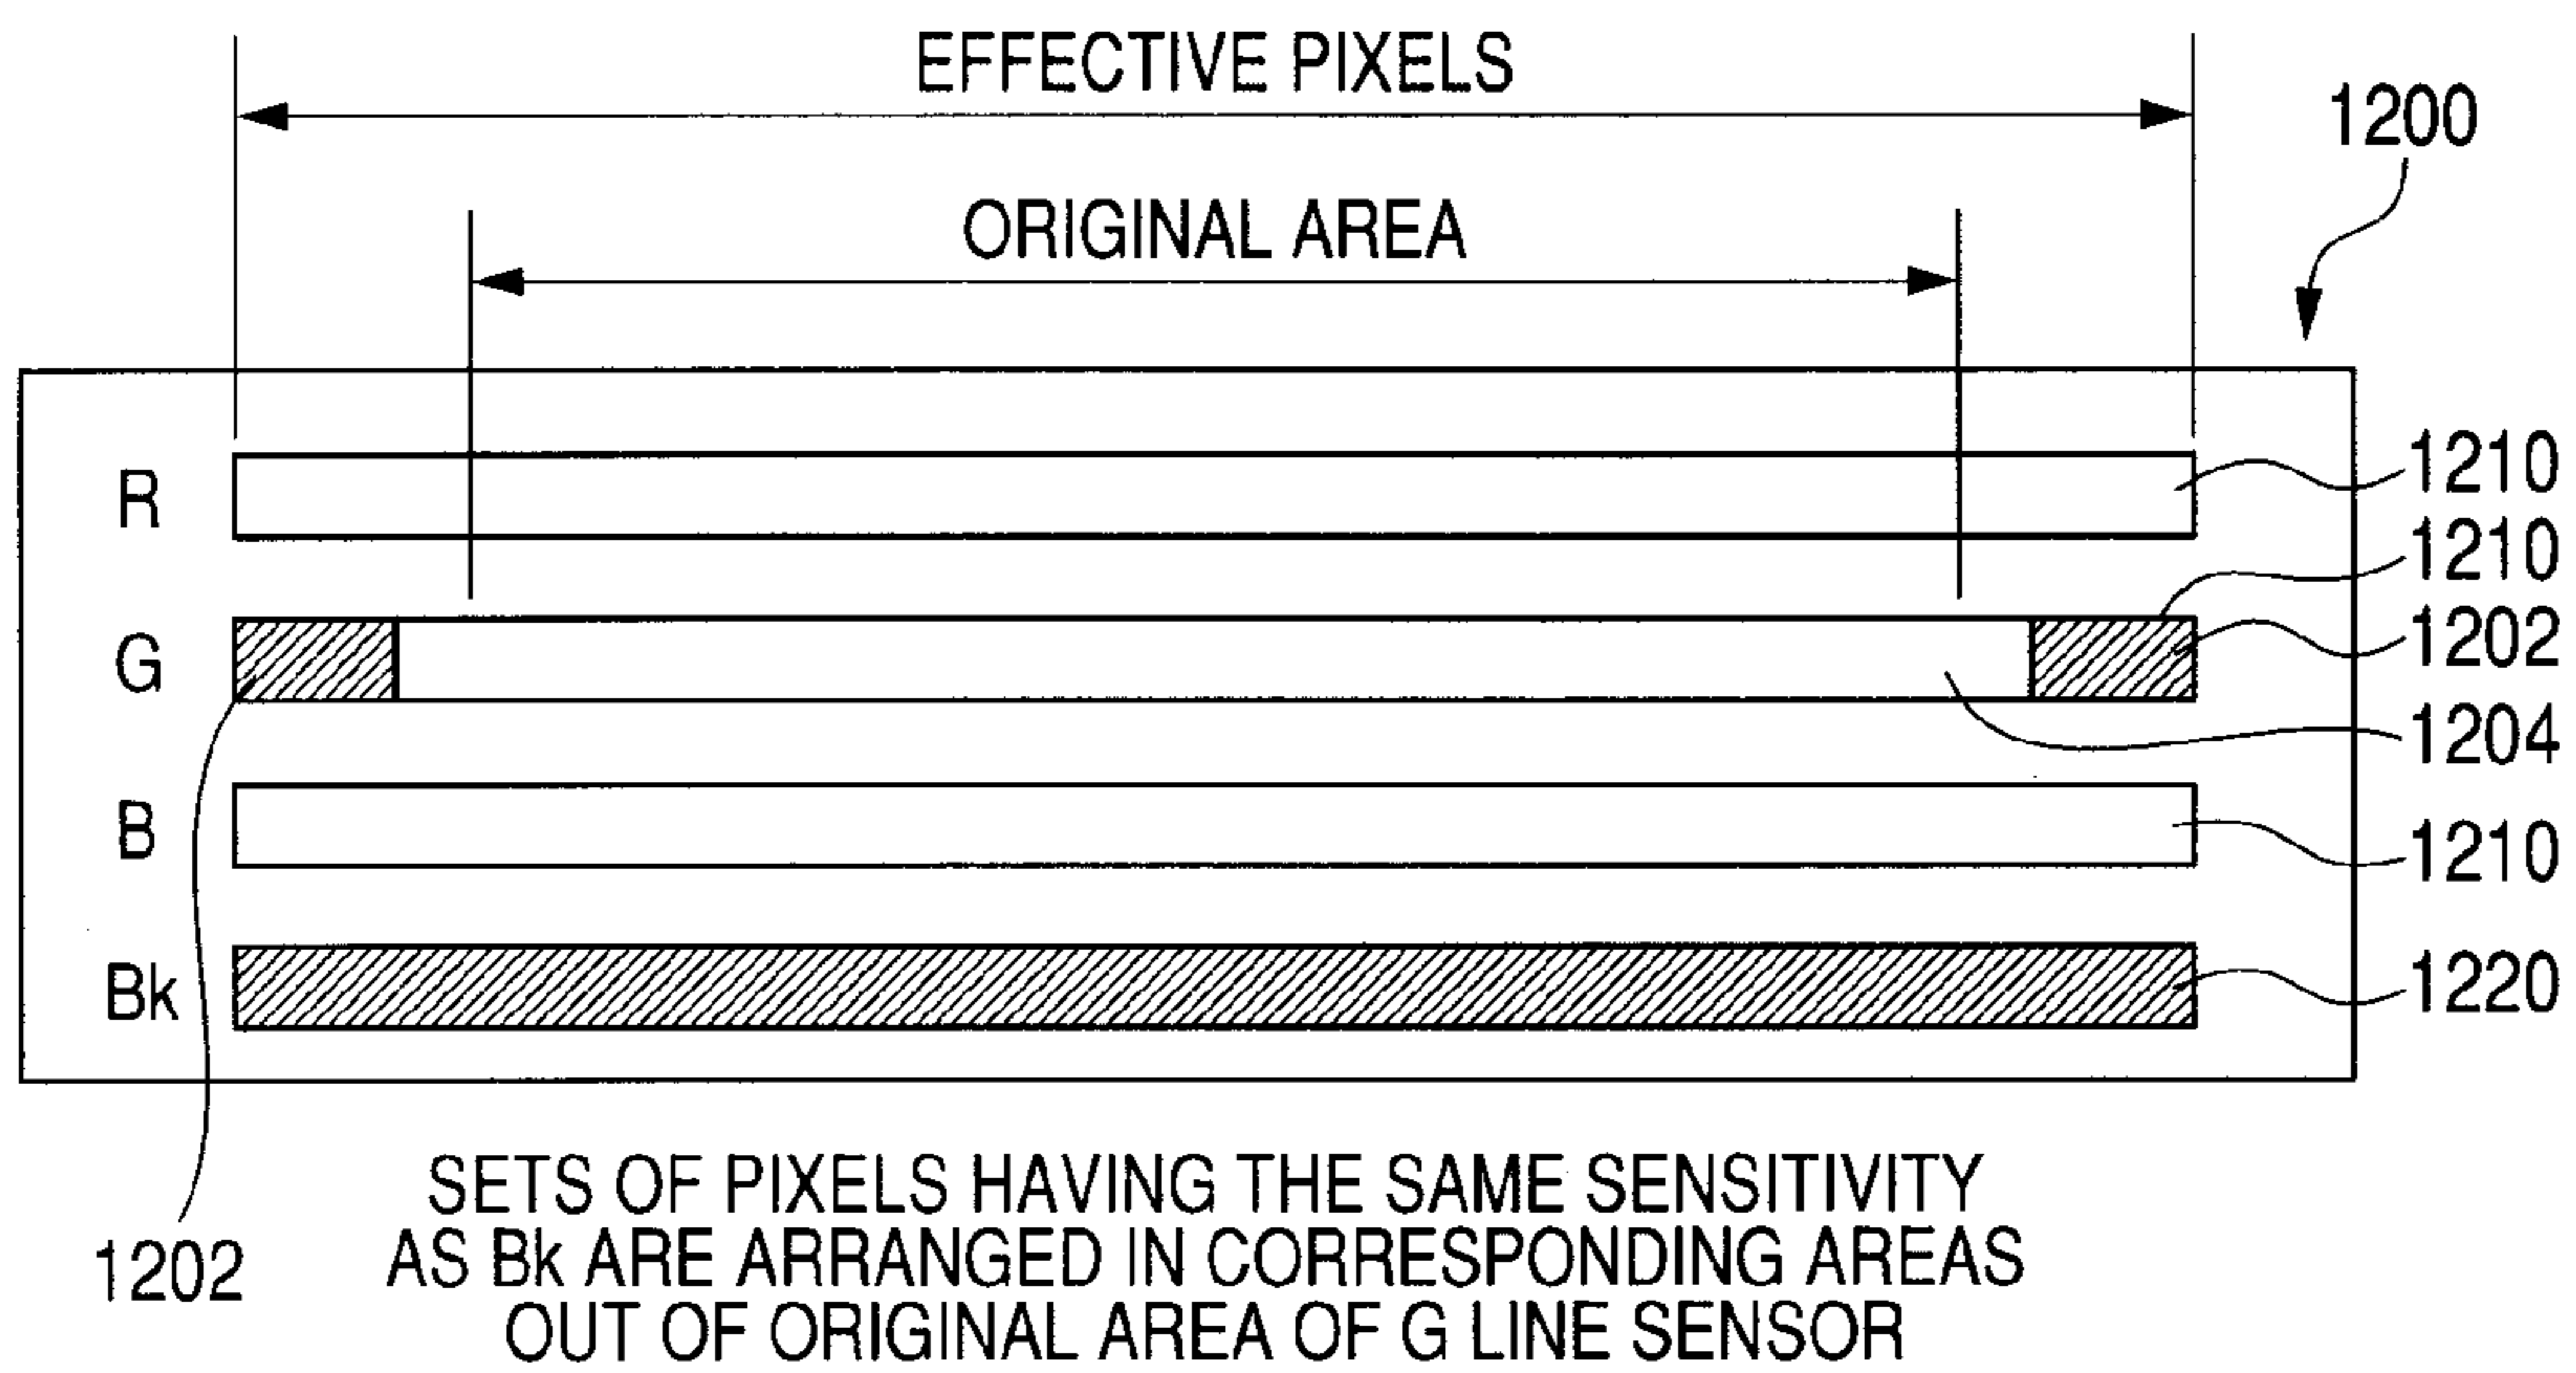 EFFECTIVE PIXELS
1200
ORIGINAL AREA
R
1210
1210
G
1202
1204
B
1210
Bk
1220
SETS OF PIXELS HAVING THE SAME SENSITIVITY
AS Bk ARE ARRANGED IN CORRESPONDING AREAS
1202
OUT OF ORIGINAL AREA OF G LINE SENSOR